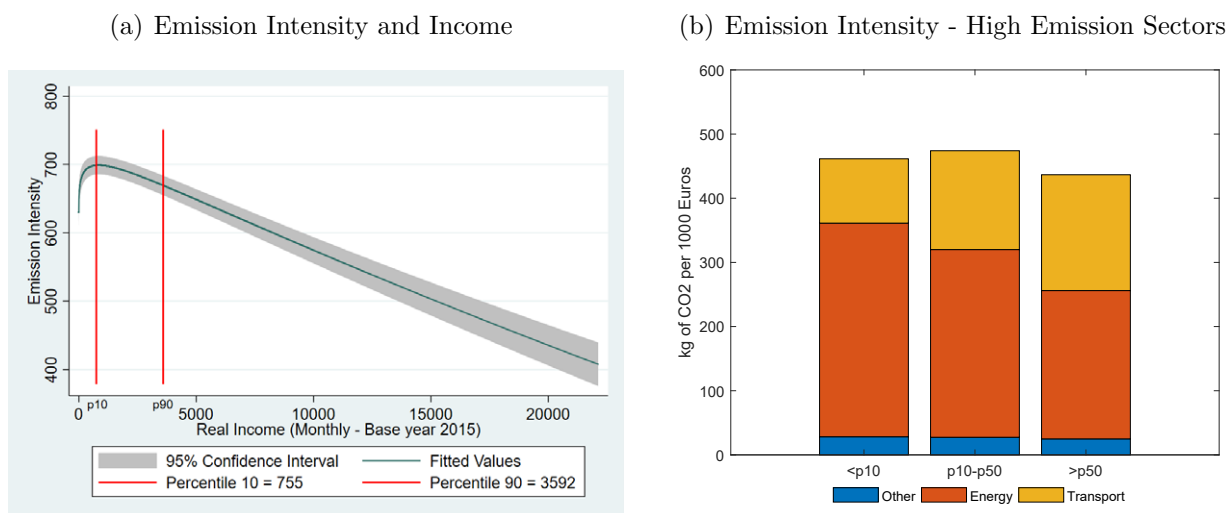 (a) Emission Intensity and Income
800
700
600
500
400
Emission Intensity
0 5000 10000 15000 20000
p10 p90
Real Income (Monthly - Base year 2015)
95% Confidence Interval Fitted Values
Percentile 10 = 755 Percentile 90 = 3592
(b) Emission Intensity - High Emission Sectors
600
500
400
300
200
100
0
kg of CO2 per 1000 Euros
<p10 p10-p50 >p50
Other Energy Transport